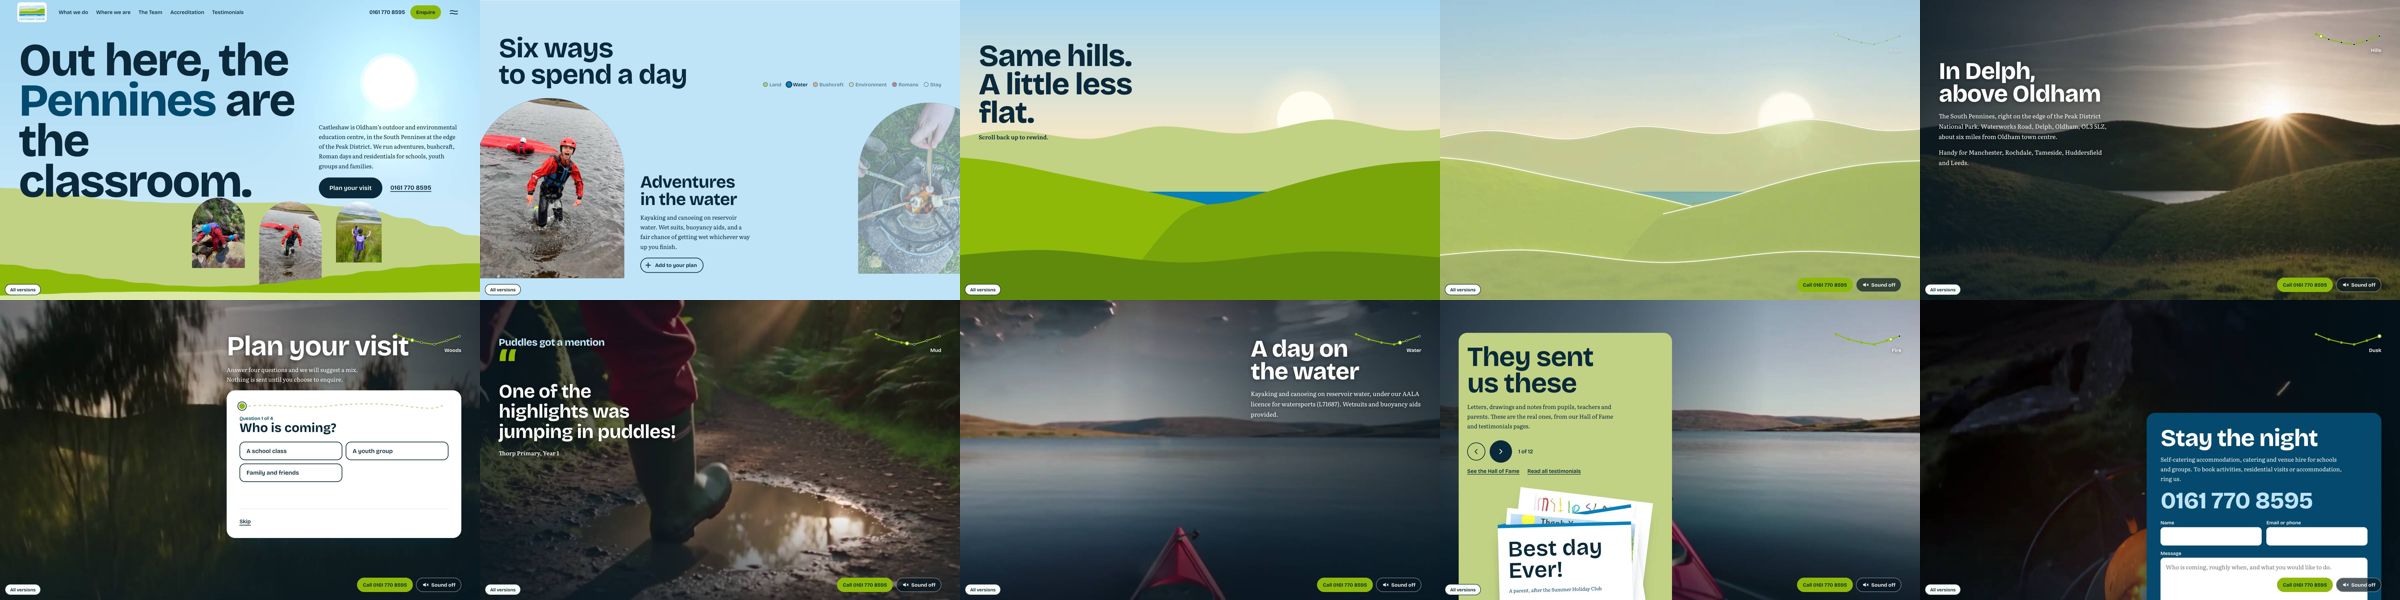 What we do
Where we are
The Team
Accreditation
Testimonials
0161 770 8595
Enquire
Out here, the
Pennines are
the
classroom.
Castleshaw is Oldham's outdoor and environmental
education centre, in the South Pennines at the edge
of the Peak District. We run adventures, bushcraft,
Roman days and residentials for schools, youth
groups and families.
Plan your visit
0161 770 8595
All versions
Six ways
to spend a day
Land
Water
Bushcraft
Environment
Romans
Stay
Adventures
in the water
Kayaking and canoeing on reservoir
water. Wet suits, buoyancy aids, and a
fair chance of getting wet whichever way
up you finish.
+ Add to your plan
All versions
Same hills.
A little less
flat.
Scroll back up to rewind.
All versions
Call 0161 770 8595
Sound off
All versions
Hills
In Delph,
above Oldham
The South Pennines, right on the edge of the Peak District
National Park. Waterworks Road, Delph, Oldham, OL3 5LZ,
about six miles from Oldham town centre.
Handy for Manchester, Rochdale, Tameside, Huddersfield
and Leeds.
Call 0161 770 8595
Sound off
All versions
Plan your visit
Woods
Answer four questions and we will suggest a mix.
Nothing is sent until you choose to enquire.
Question 1 of 4
Who is coming?
A school class
A youth group
Family and friends
Skip
Call 0161 770 8595
Sound off
All versions
Puddles got a mention
Mud
“
One of the
highlights was
jumping in puddles!
Thorp Primary, Year 1
Call 0161 770 8595
Sound off
All versions
A day on
the water
Water
Kayaking and canoeing on reservoir water, under our AALA
licence for watersports (L71687). Wetsuits and buoyancy aids
provided.
Call 0161 770 8595
Sound off
All versions
They sent
us these
Fire
Letters, drawings and notes from pupils, teachers and
parents. These are the real ones, from our Hall of Fame
and testimonials pages.
1 of 12
See the Hall of Fame
Read all testimonials
Best day
Ever!
A parent, after the Summer Holiday Club
Call 0161 770 8595
Sound off
All versions
Dusk
Stay the night
Self-catering accommodation, catering and venue hire for schools
and groups. To book activities, residential visits or accommodation,
ring us.
0161 770 8595
Name
Email or phone
Message
Who is coming, roughly when, and what you would like to do.
Call 0161 770 8595
Sound off
All versions